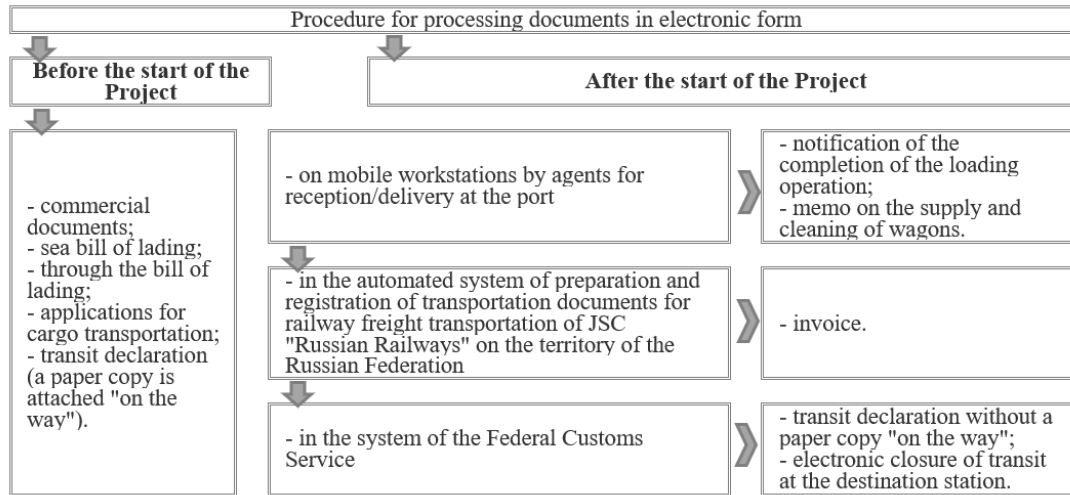 Procedure for processing documents in electronic form
Before the start of the
Project
After the start of the Project
- commercial
documents;
- sea bill of lading;
- through the bill of
lading;
- applications for
cargo transportation;
- transit declaration
(a paper copy is
attached "on the
way").
- on mobile workstations by agents for
reception/delivery at the port
- notification of the
completion of the loading
operation;
- memo on the supply and
cleaning of wagons.
- in the automated system of preparation and
registration of transportation documents for
railway freight transportation of JSC
"Russian Railways" on the territory of the
Russian Federation
- invoice.
- in the system of the Federal Customs
Service
- transit declaration without a
paper copy "on the way";
- electronic closure of transit
at the destination station.